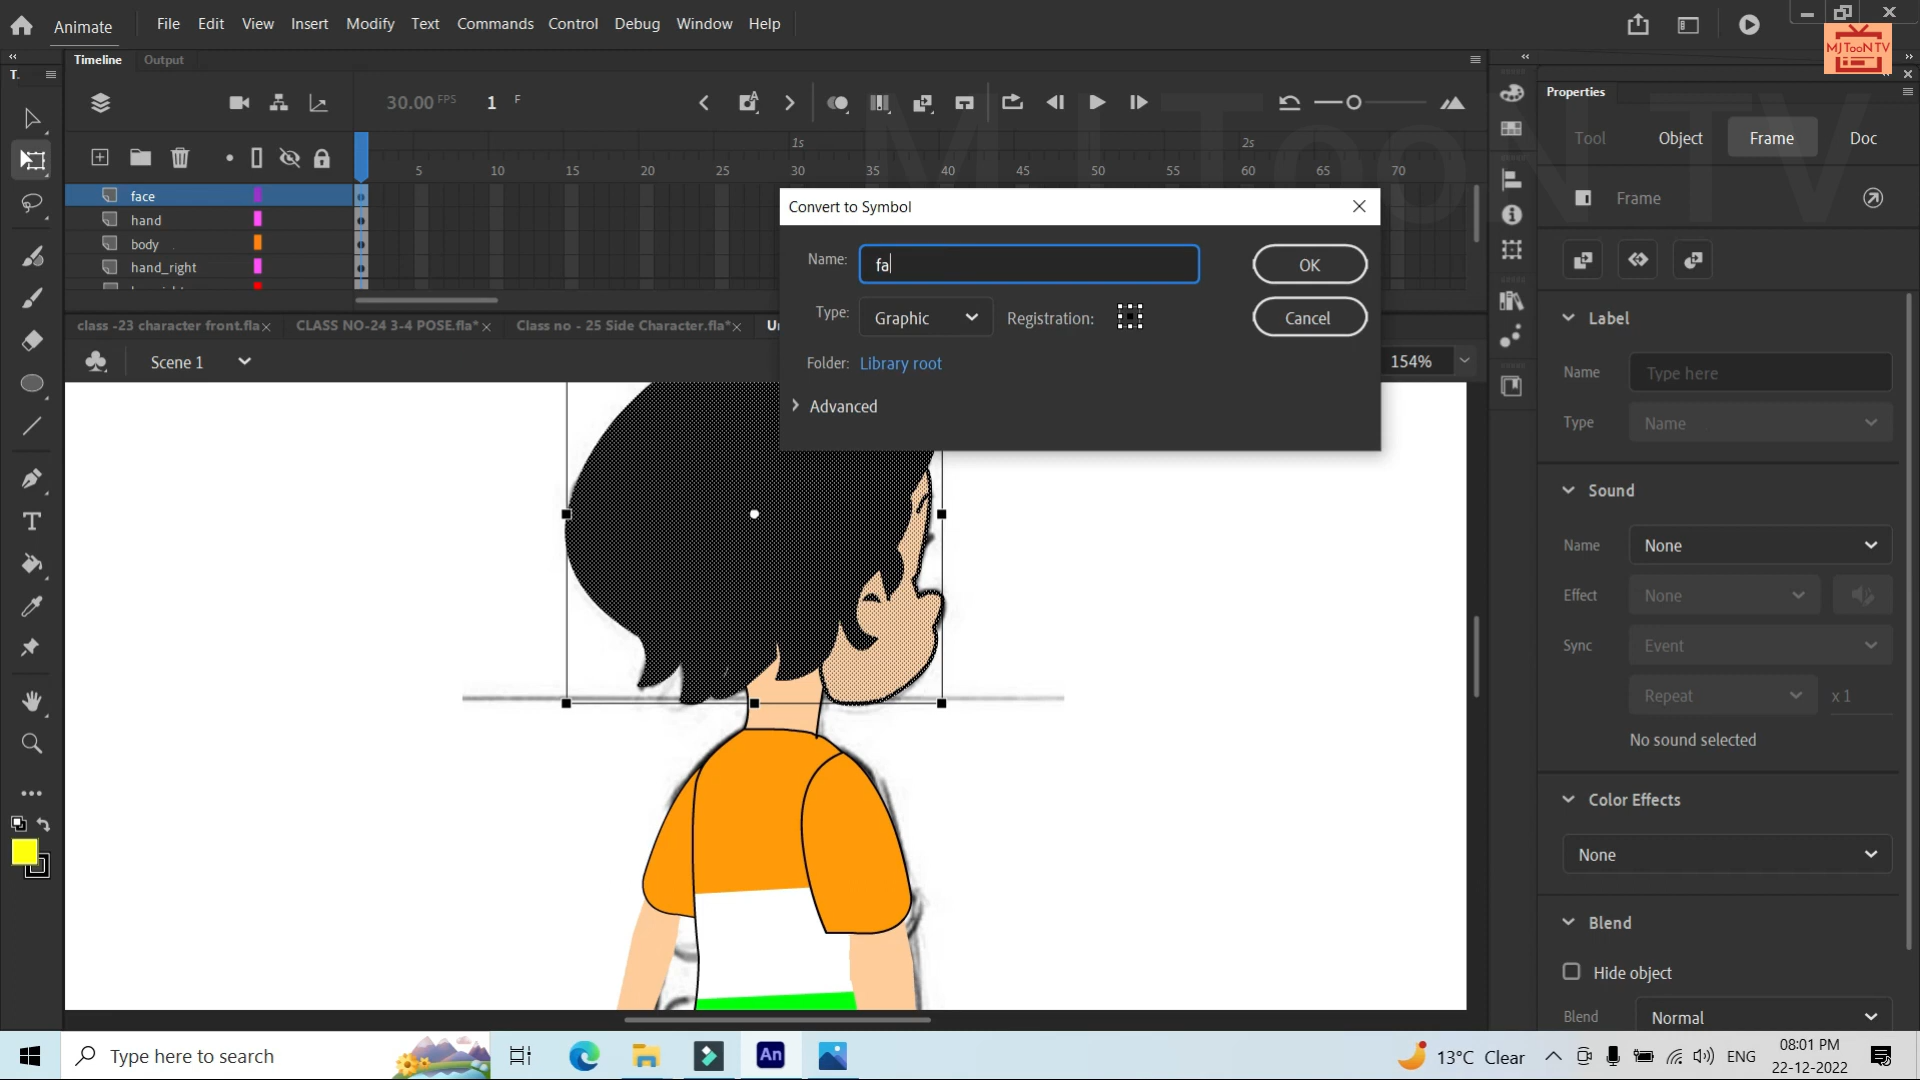 Animate
File Edit View Insert Modify Text Commands Control Debug Window Help
MJTooN TV
T.
Timeline
Output
Properties
30.00 FPS 1 F
MJTooN TV
Tool Object Frame Doc
1s 2s
5 10 15 20 25 30 35 40 45 50 55 60 65 70
face
hand
body
hand_right
Frame
Convert to Symbol
Name: fa
OK
Type: Graphic
Registration:
Cancel
Folder: Library root
Advanced
Label
Name Type here
Type Name
class -23 character front.fla
CLASS NO-24 3-4 POSE.fla*
Class no - 25 Side Character.fla*
Scene 1
154%
Sound
Name None
Effect None
Sync Event
Repeat x 1
No sound selected
Color Effects
None
Blend
Hide object
Blend Normal
Type here to search
An
13°C Clear
ENG
08:01 PM
22-12-2022